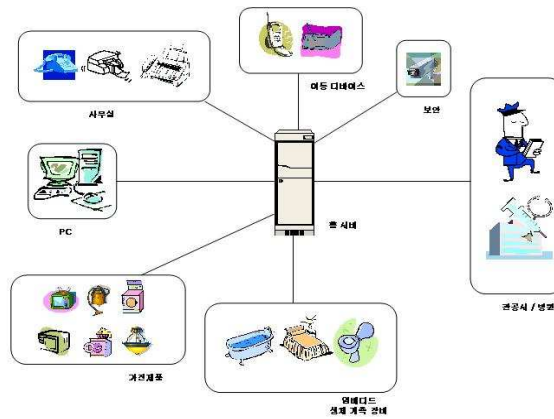 이동 디바이스
사무실
보안
PC
홈 서버
관공서 / 병원
가전제품
임베디드
신체 계측 장비